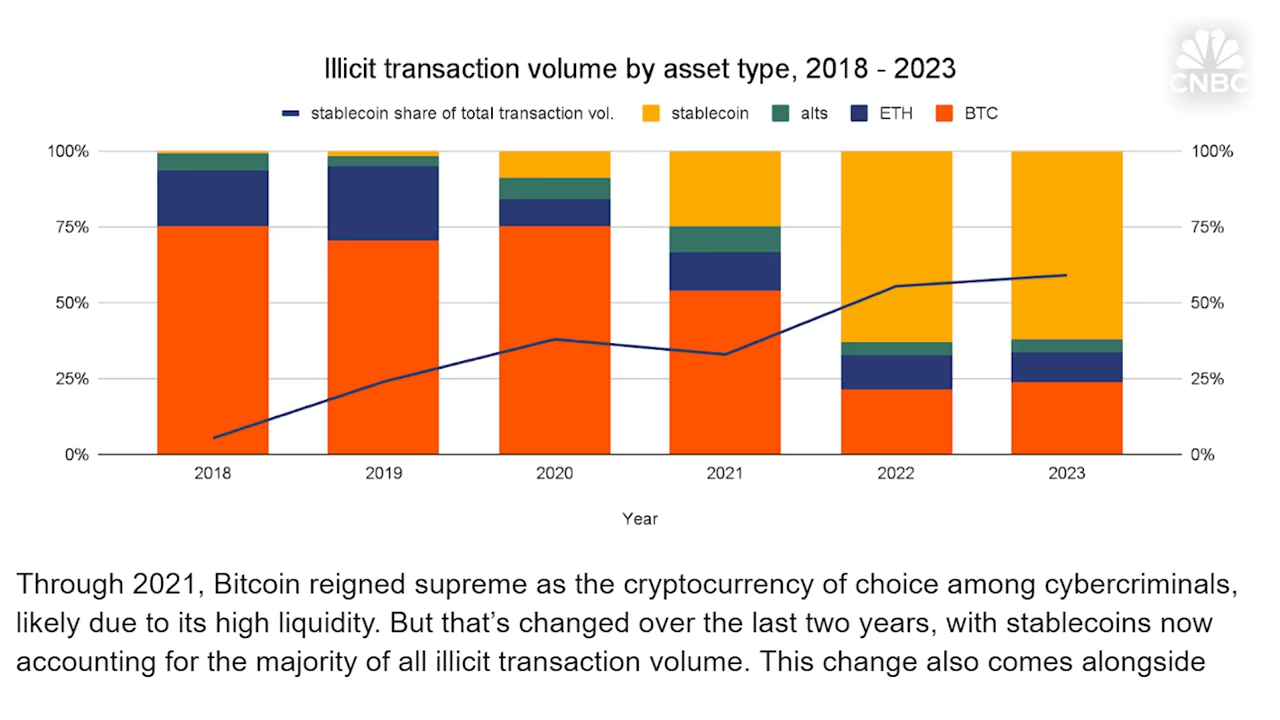 CNBC
Illicit transaction volume by asset type, 2018 - 2023
stablecoin share of total transaction vol. stablecoin alts ETH BTC
100% 100%
75% 75%
50% 50%
25% 25%
0% 0%
2018 2019 2020 2021 2022 2023
Year
Through 2021, Bitcoin reigned supreme as the cryptocurrency of choice among cybercriminals,
likely due to its high liquidity. But that’s changed over the last two years, with stablecoins now
accounting for the majority of all illicit transaction volume. This change also comes alongside